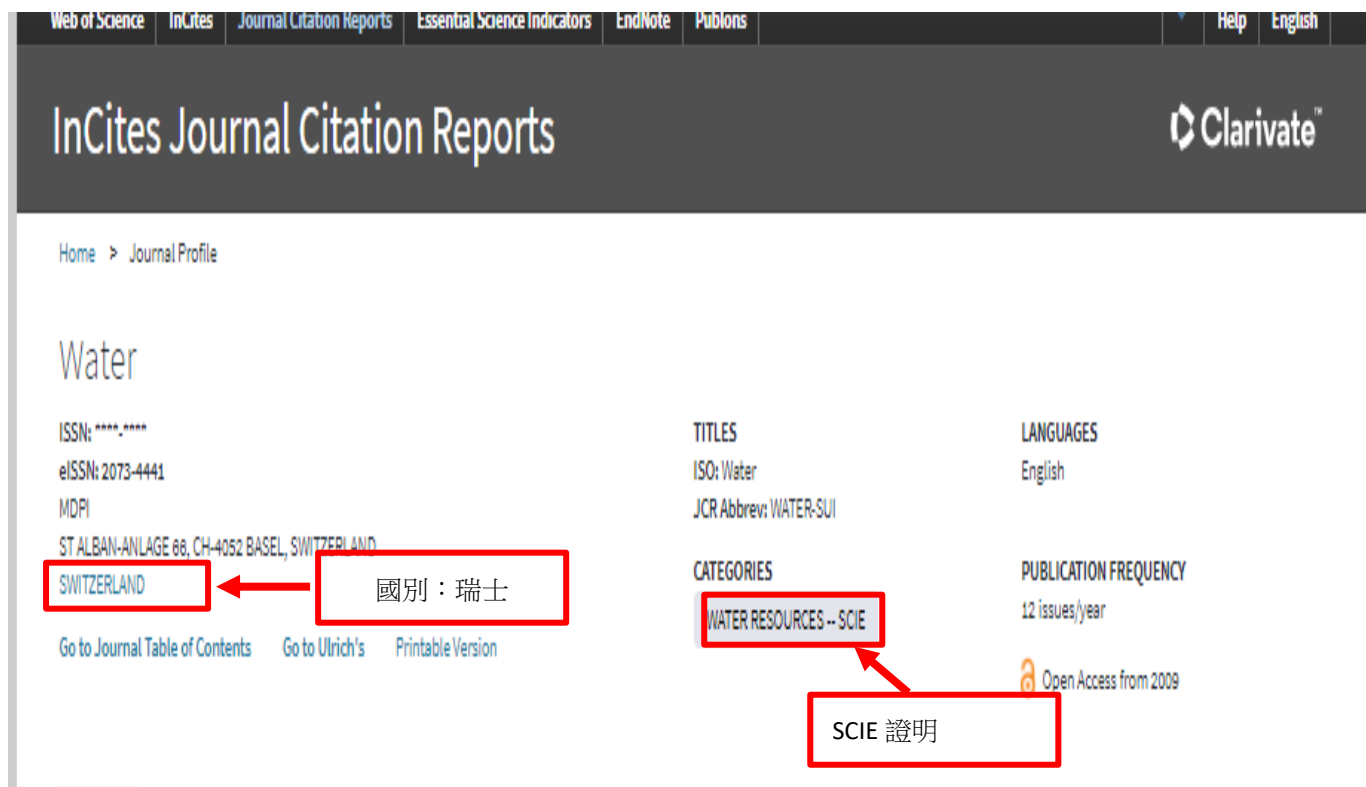 Web of Science InCites Journal Citation Reports Essential Science Indicators EndNote Publons Help English
InCites Journal Citation Reports
Clarivate™
Home > Journal Profile
Water
ISSN: ****-****
eISSN: 2073-4441
MDPI
ST ALBAN-ANLAGE 66, CH-4052 BASEL, SWITZERLAND
SWITZERLAND
國別：瑞士
Go to Journal Table of Contents Go to Ulrich's Printable Version
TITLES
ISO: Water
JCR Abbrev: WATER-SUI
CATEGORIES
WATER RESOURCES -- SCIE
SCIE 證明
LANGUAGES
English
PUBLICATION FREQUENCY
12 issues/year
Open Access from 2009